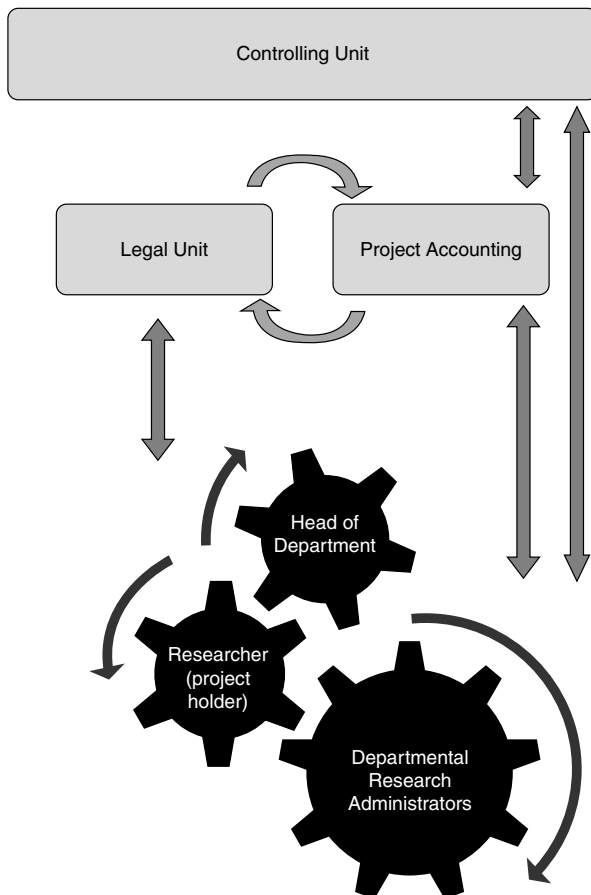 Controlling Unit
Legal Unit
Project Accounting
Head of
Department
Researcher
(project
holder)
Departmental
Research
Administrators